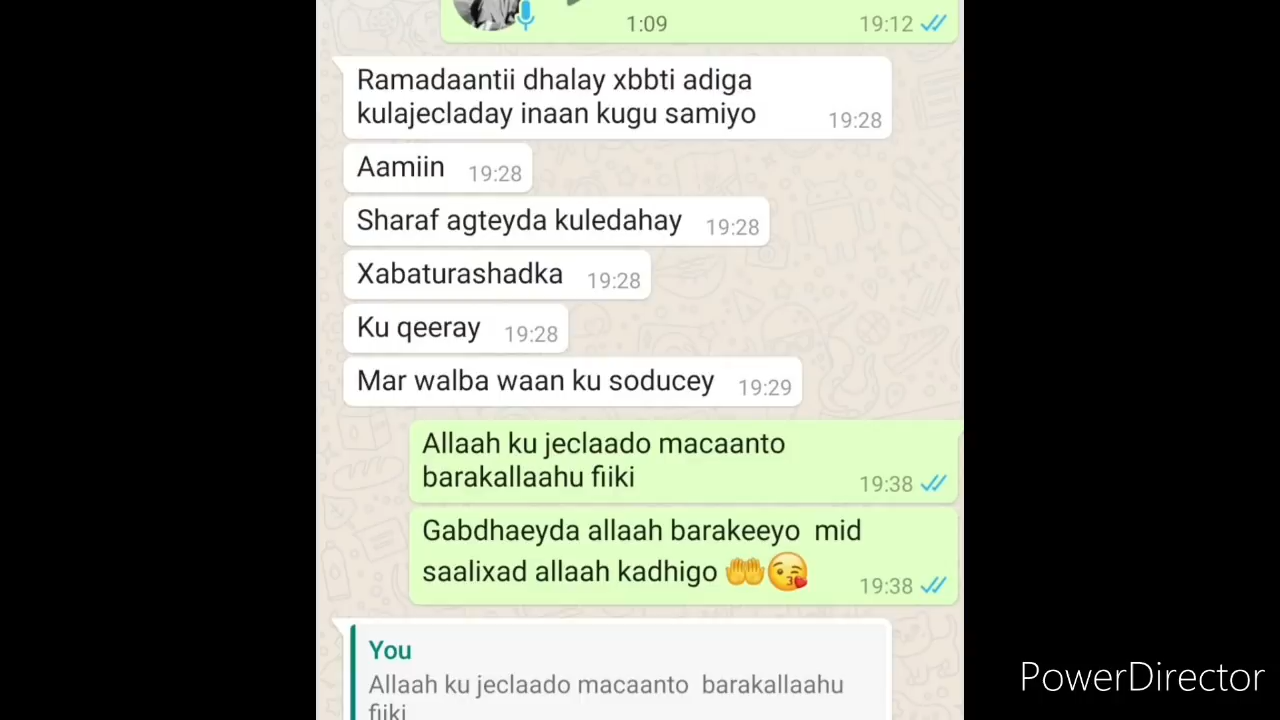 1:09 19:12
Ramadaantii dhalay xbbti adiga
kulajecladay inaan kugu samiyo 19:28
Aamiin 19:28
Sharaf agteyda kuledahay 19:28
Xabaturashadka 19:28
Ku qeeray 19:28
Mar walba waan ku soducey 19:29
Allaah ku jeclaado macaanto
barakallaahu fiiki 19:38
Gabdhaeyda allaah barakeeyo mid
saalixad allaah kadhigo 🤲😘 19:38
You
Allaah ku jeclaado macaanto barakallaahu
fiiki
PowerDirector